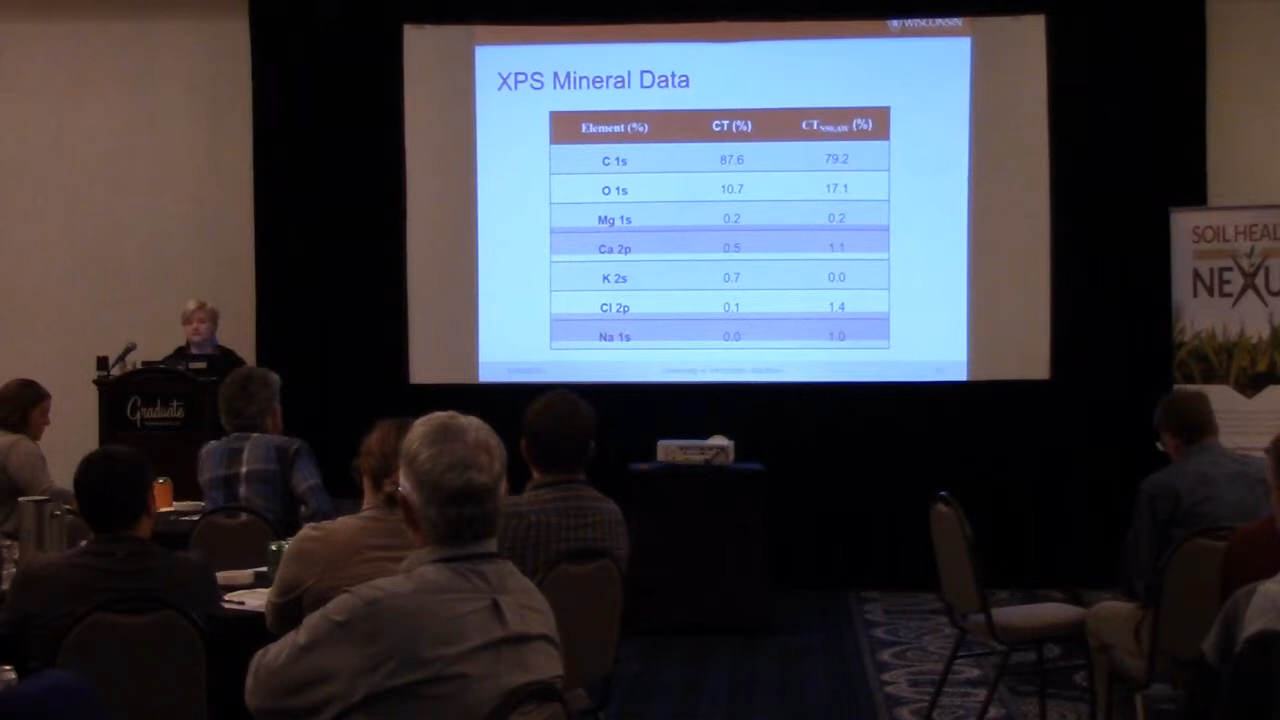 WISCONSIN
XPS Mineral Data
Element (%) CT (%) CT (%)
C 1s 87.6 79.2
O 1s 10.7 17.1
Mg 1s 0.2 0.2
Ca 2p 0.5 1.1
K 2s 0.7 0.0
Cl 2p 0.1 1.4
Na 1s 0.0 1.0
SOIL HEAL
NEXU
Graduate